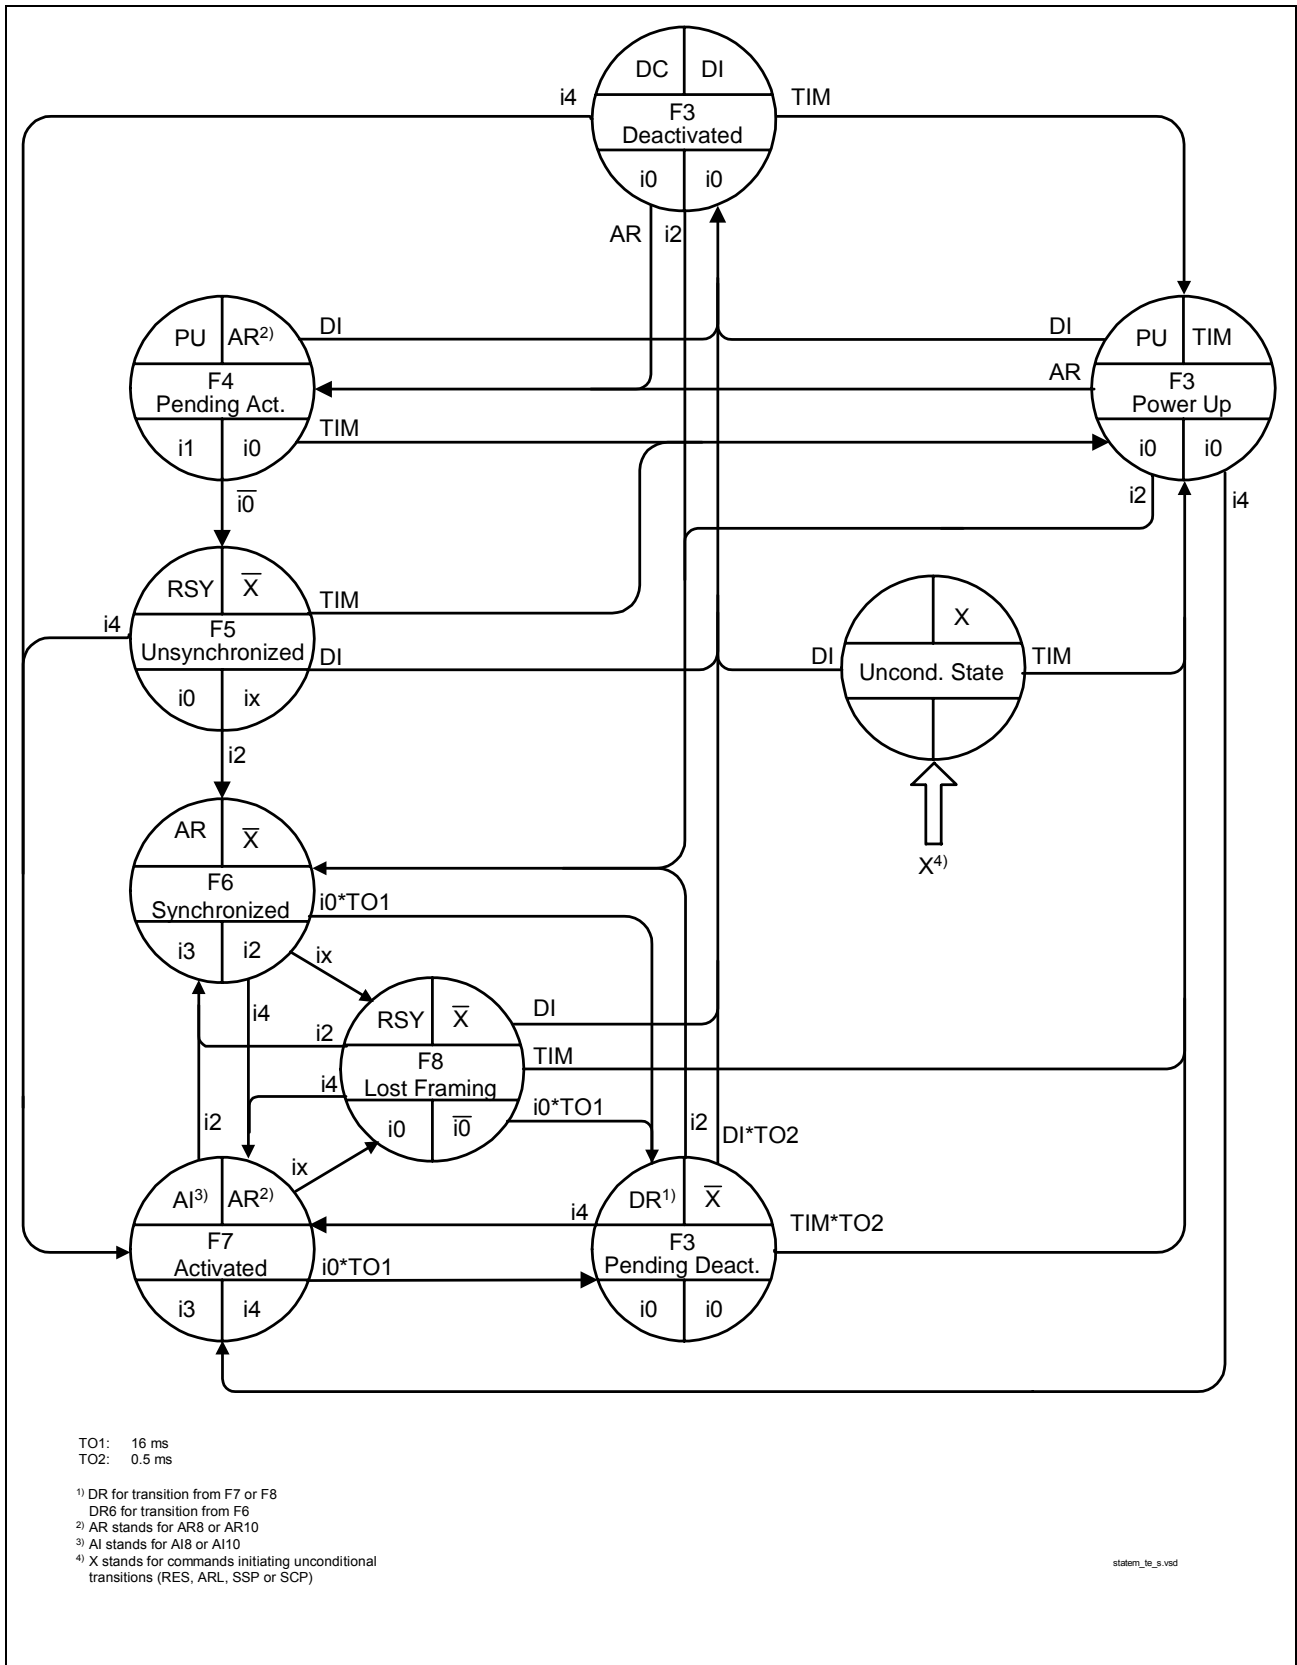 DC DI
i4 TIM
F3
Deactivated
i0 i0
AR i2
PU AR2) DI
DI PU TIM
F4
Pending Act.
AR F3
Power Up
TIM
i1 i0
i0 i0
i2 i4
i̅0̅
RSY X̅
TIM
X
i4 F5
Unsynchronized
DI
DI Uncond. State TIM
i0 ix
i2
AR X̅
X4)
F6
Synchronized
i0*TO1
i3 i2
ix
i4
RSY X̅ DI
i2
F8
Lost Framing
TIM
i4
i0 i̅0̅ i0*TO1
i2
i2 DI*TO2
ix
AI3) AR2)
DR1) X̅
i4 TIM*TO2
F7
Activated
i0*TO1
F3
Pending Deact.
i3 i4
i0 i0
TO1: 16 ms
TO2: 0.5 ms
1) DR for transition from F7 or F8
DR6 for transition from F6
2) AR stands for AR8 or AR10
3) AI stands for AI8 or AI10
4) X stands for commands initiating unconditional
transitions (RES, ARL, SSP or SCP)
statem_te_s.vsd